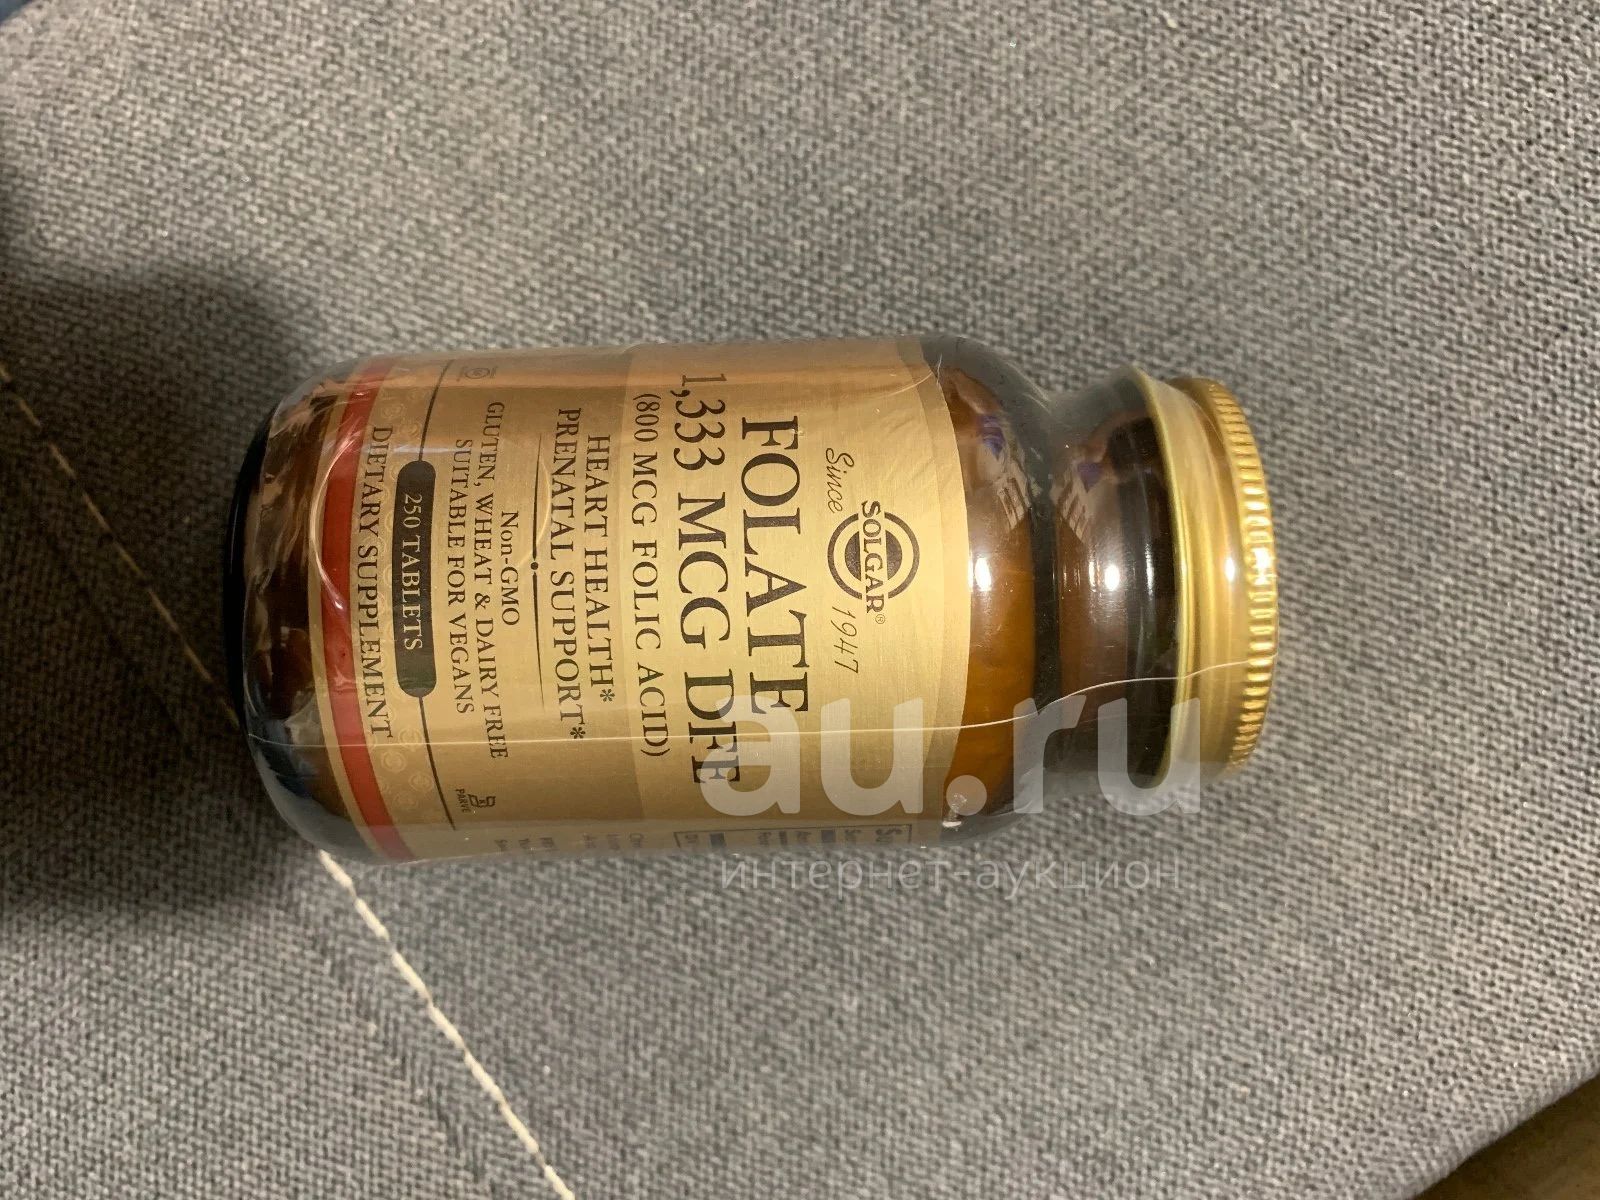 Since 1947
SOLGAR®
FOLATE
1,333 MCG DFE
(800 MCG FOLIC ACID)
HEART HEALTH*
PRENATAL SUPPORT*
Non-GMO
GLUTEN, WHEAT & DAIRY FREE
SUITABLE FOR VEGANS
PARVE
250 TABLETS
DIETARY SUPPLEMENT
au.ru
интернет-аукцион